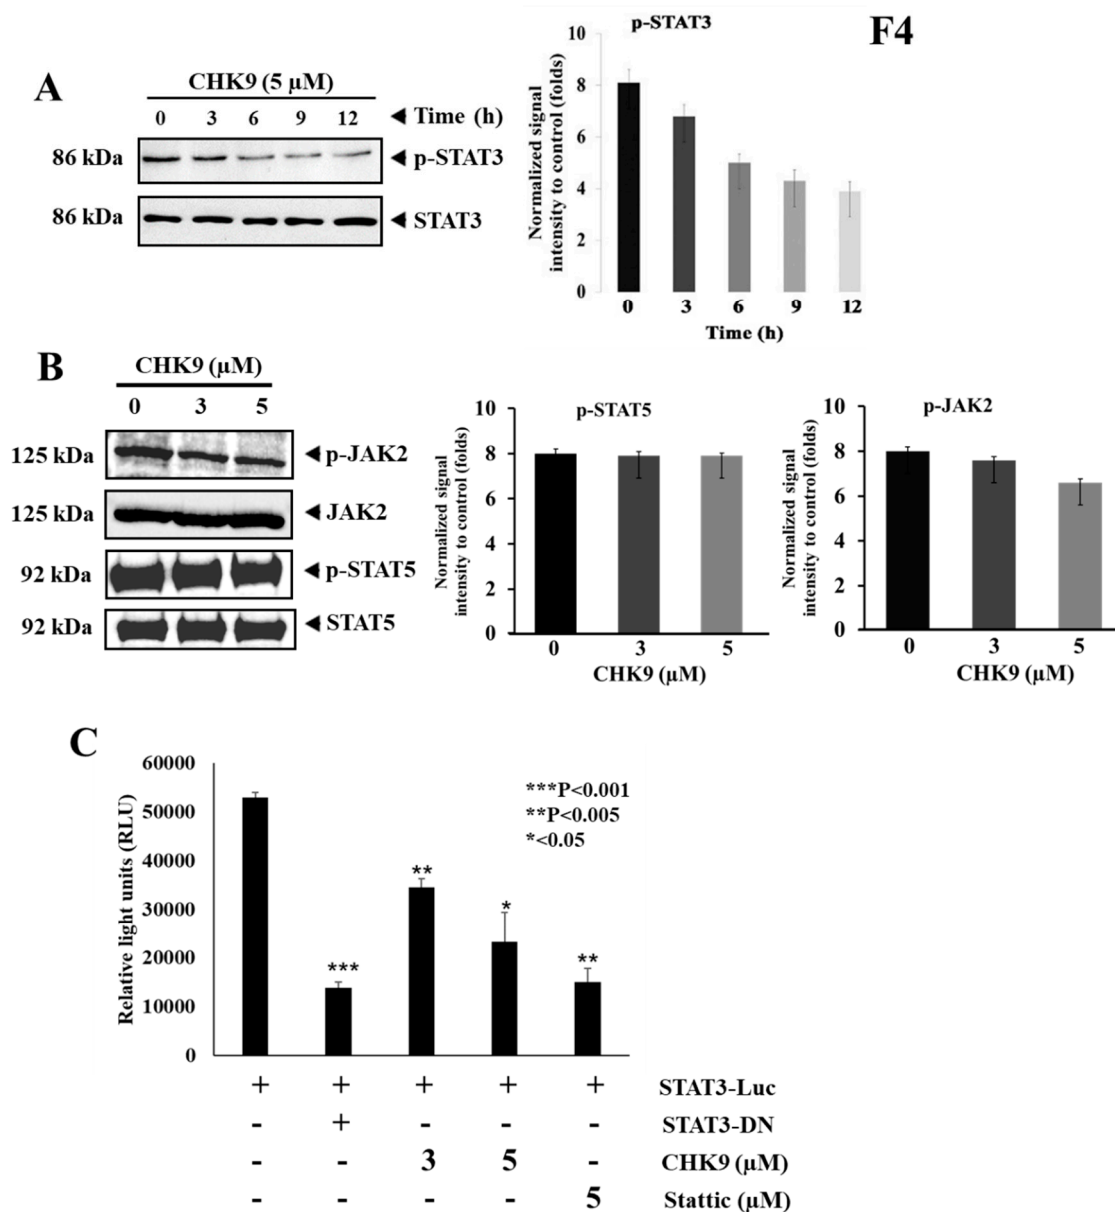 F4
A
CHK9 (5 µM)
0 3 6 9 12 Time (h)
86 kDa p-STAT3
86 kDa STAT3
p-STAT3
Normalized signal
intensity to control (folds)
10
8
6
4
2
0
0 3 6 9 12
Time (h)
B
CHK9 (µM)
0 3 5
125 kDa p-JAK2
125 kDa JAK2
92 kDa p-STAT5
92 kDa STAT5
p-STAT5
Normalized signal
intensity to control (folds)
10
8
6
4
2
0
0 3 5
CHK9 (µM)
p-JAK2
Normalized signal
intensity to control (folds)
10
8
6
4
2
0
0 3 5
CHK9 (µM)
C
Relative light units (RLU)
60000
50000
40000
30000
20000
10000
0
***P<0.001
**P<0.005
*<0.05
*** ** * **
+ + + + + STAT3-Luc
- + - - - STAT3-DN
- - 3 5 - CHK9 (µM)
- - - - 5 Stattic (µM)